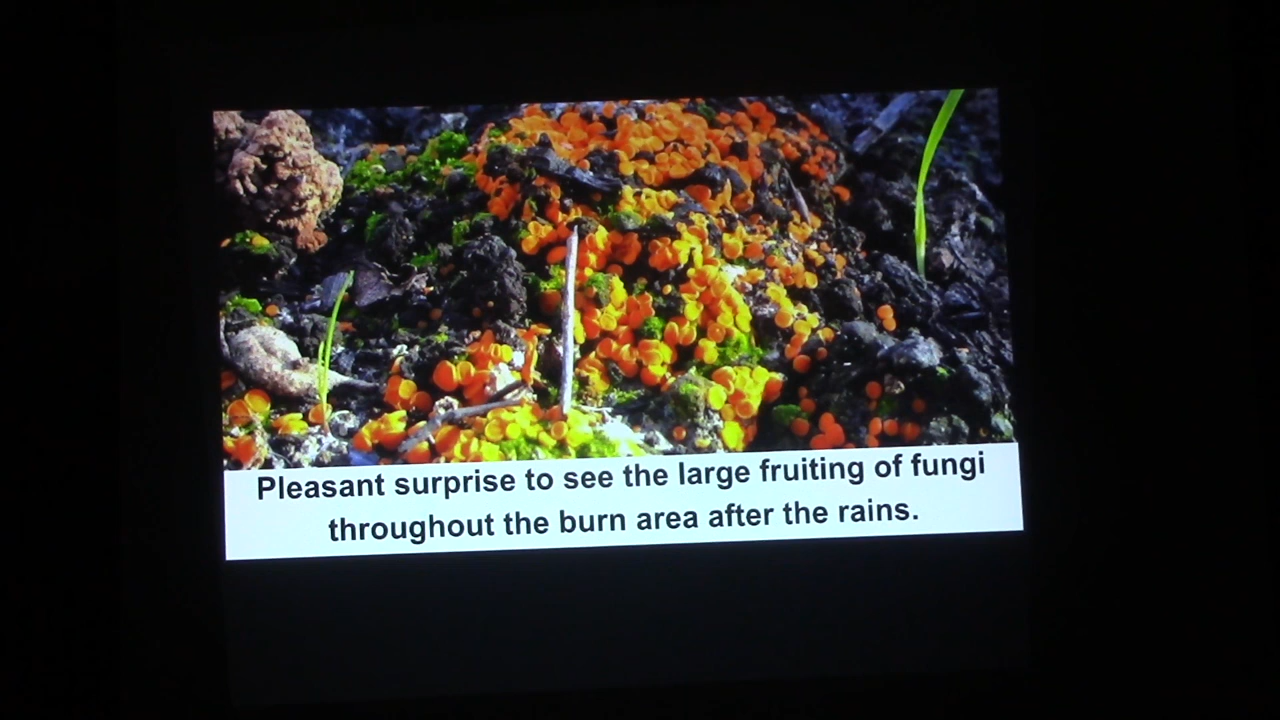 Pleasant surprise to see the large fruiting of fungi
throughout the burn area after the rains.